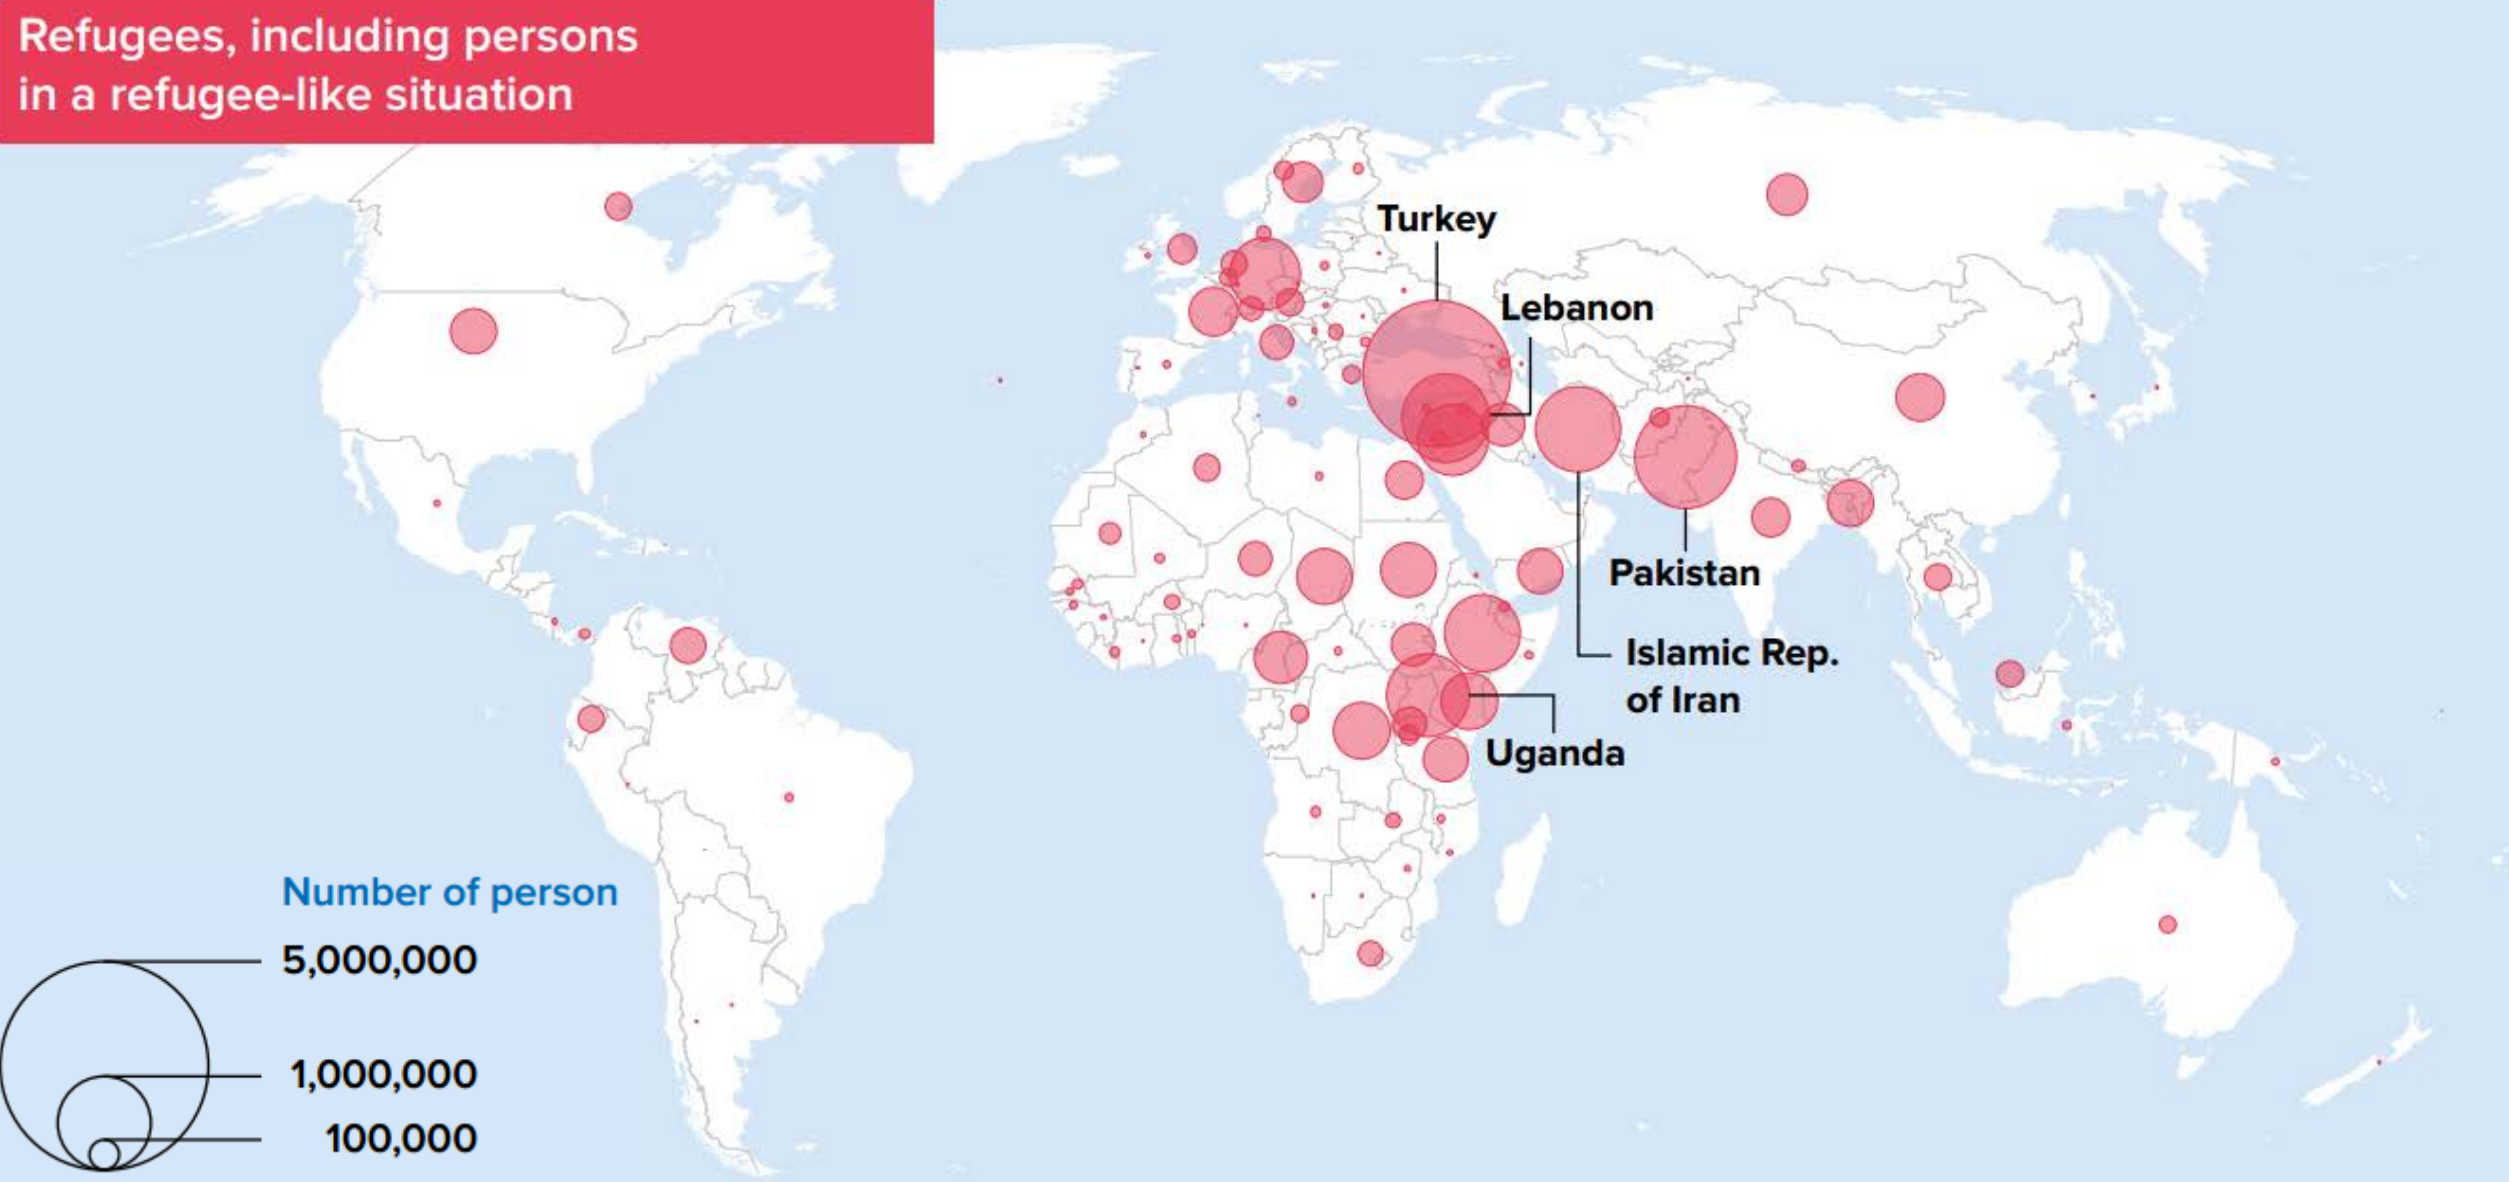 Refugees, including persons
in a refugee-like situation
Turkey
Lebanon
Pakistan
Islamic Rep.
of Iran
Uganda
Number of person
5,000,000
1,000,000
100,000